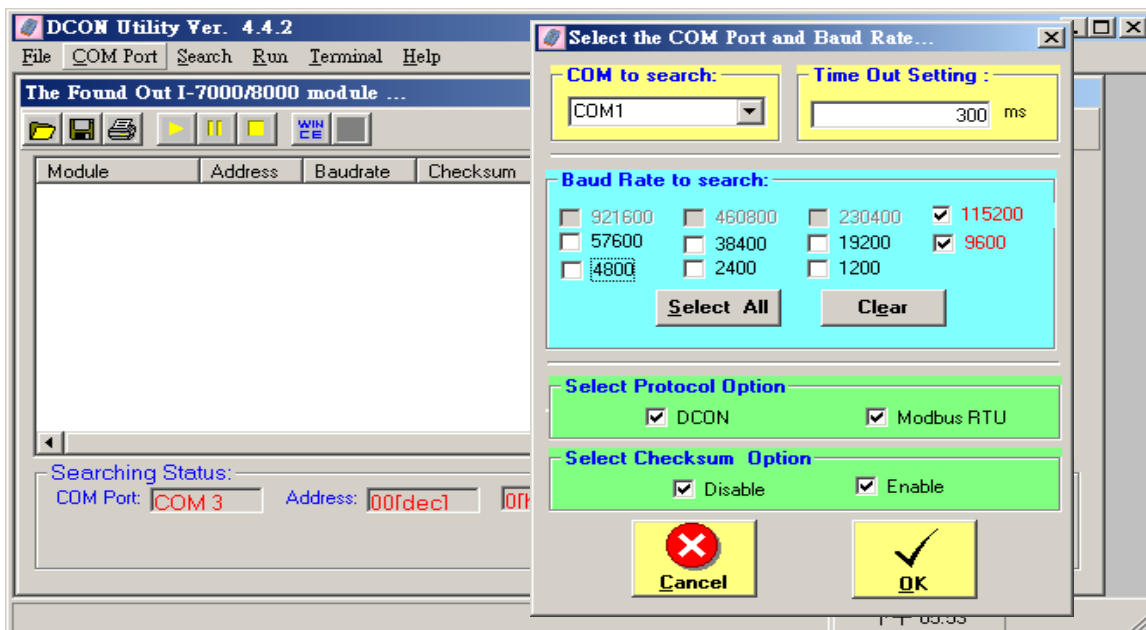 DCON Utility Ver. 4.4.2
File COM Port Search Run Terminal Help
The Found Out I-7000/8000 module ...
WIN CE
Module Address Baudrate Checksum
Searching Status:
COM Port: COM 3 Address: 00[dec]
Select the COM Port and Baud Rate...
COM to search: Time Out Setting :
COM1 300 ms
Baud Rate to search:
921600 460800 230400 115200
57600 38400 19200 9600
4800 2400 1200
Select All Clear
Select Protocol Option
DCON Modbus RTU
Select Checksum Option
Disable Enable
Cancel OK